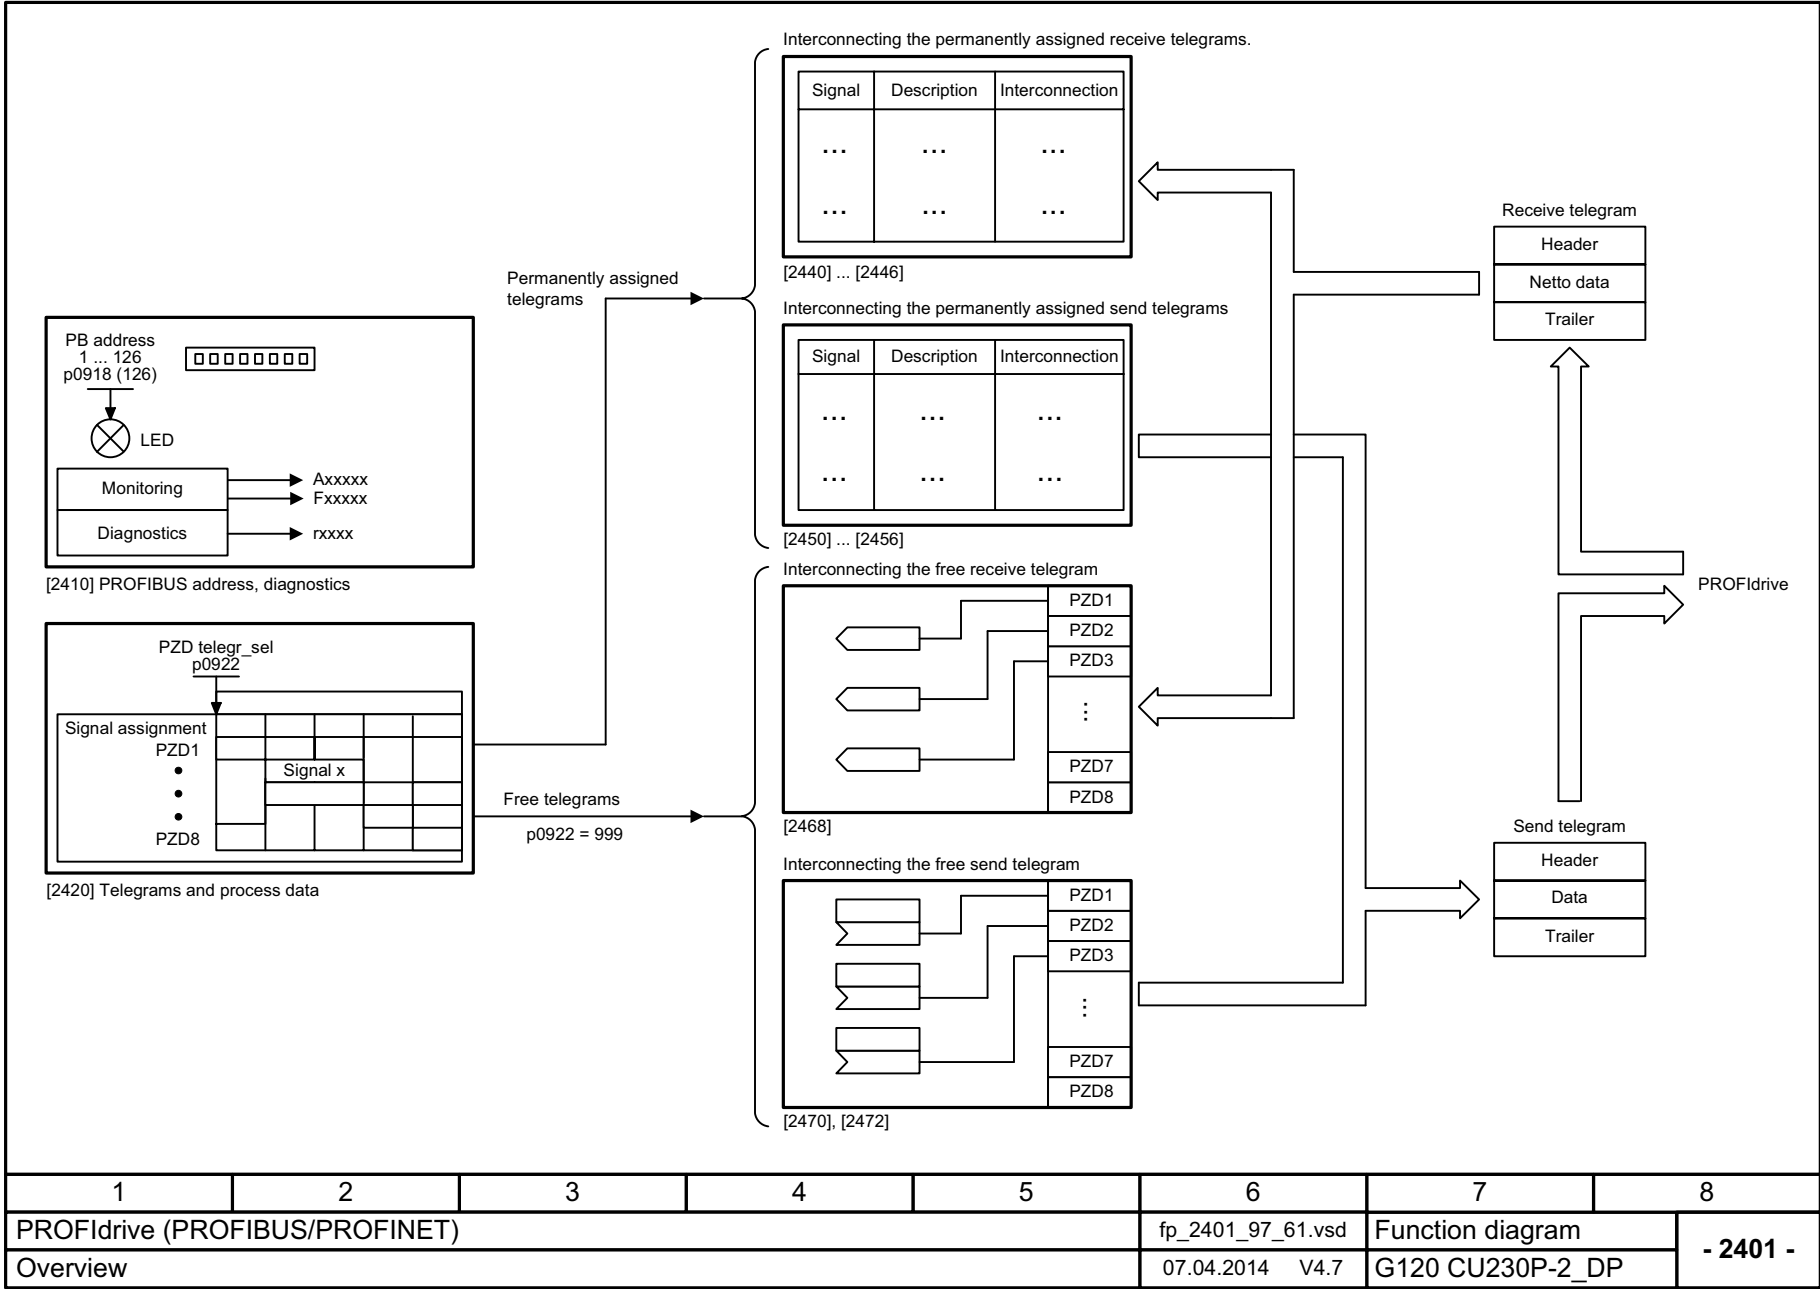 Interconnecting the permanently assigned receive telegrams.
Signal Description Interconnection
... ... ...
... ... ...
[2440] ... [2446]
Permanently assigned
telegrams
Interconnecting the permanently assigned send telegrams
Signal Description Interconnection
... ... ...
... ... ...
[2450] ... [2456]
PB address
1 ... 126
p0918 (126)
LED
Monitoring
Axxxxx
Fxxxxx
Diagnostics
rxxxx
[2410] PROFIBUS address, diagnostics
PZD telegr_sel
p0922
Signal assignment
PZD1
Signal x
PZD8
[2420] Telegrams and process data
Free telegrams
p0922 = 999
Interconnecting the free receive telegram
PZD1
PZD2
PZD3
⋮
PZD7
PZD8
[2468]
Interconnecting the free send telegram
PZD1
PZD2
PZD3
⋮
PZD7
PZD8
[2470], [2472]
Receive telegram
Header
Netto data
Trailer
PROFIdrive
Send telegram
Header
Data
Trailer
1 2 3 4 5 6 7 8
PROFIdrive (PROFIBUS/PROFINET) fp_2401_97_61.vsd Function diagram
- 2401 -
Overview 07.04.2014 V4.7 G120 CU230P-2_DP